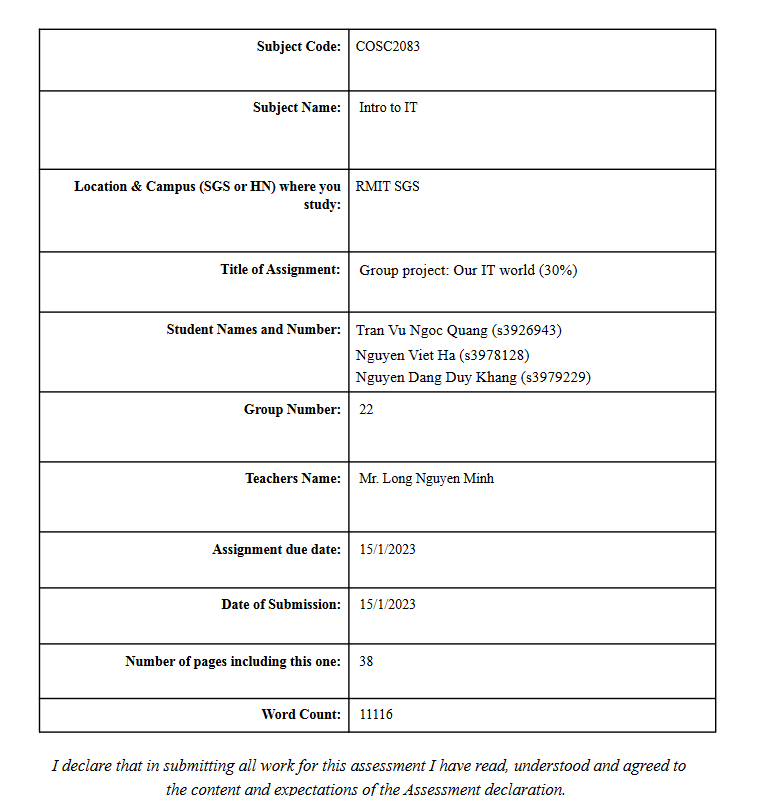 Subject Code: COSC2083
Subject Name: Intro to IT
Location & Campus (SGS or HN) where you RMIT SGS
study:
Title of Assignment: Group project: Our IT world (30%)
Student Names and Number: Tran Vu Ngoc Quang (s3926943)
Nguyen Viet Ha (s3978128)
Nguyen Dang Duy Khang (s3979229)
Group Number: 22
Teachers Name: Mr. Long Nguyen Minh
Assignment due date: 15/1/2023
Date of Submission: 15/1/2023
Number of pages including this one: 38
Word Count: 11116
I declare that in submitting all work for this assessment I have read, understood and agreed to
the content and expectations of the Assessment declaration.